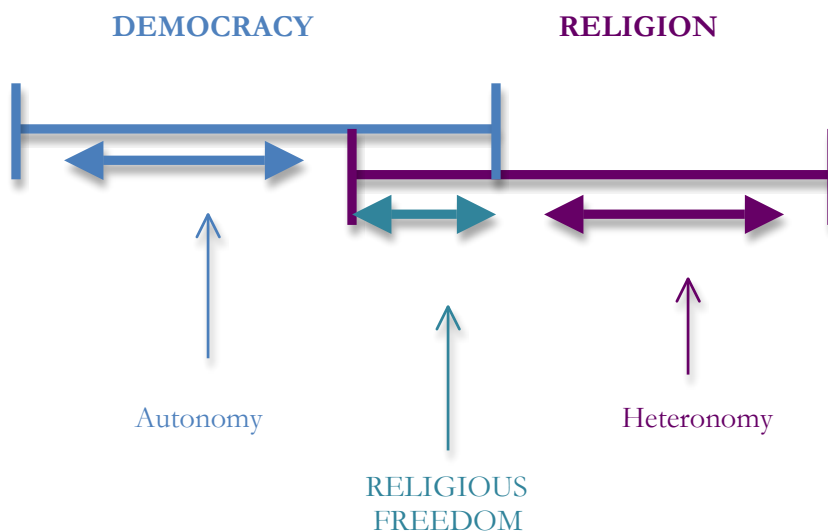 DEMOCRACY
RELIGION
Autonomy
Heteronomy
RELIGIOUS
FREEDOM